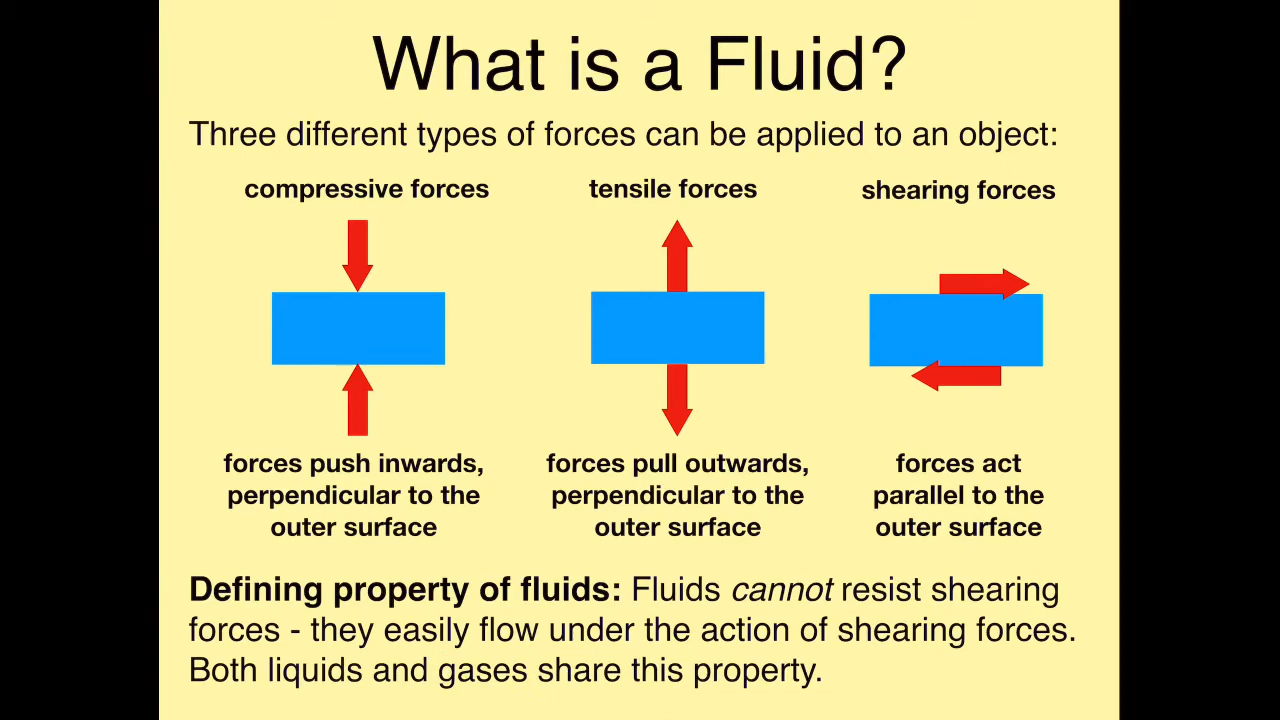 What is a Fluid?
Three different types of forces can be applied to an object:
compressive forces
tensile forces
shearing forces
forces push inwards,
perpendicular to the
outer surface
forces pull outwards,
perpendicular to the
outer surface
forces act
parallel to the
outer surface
Defining property of fluids: Fluids cannot resist shearing
forces - they easily flow under the action of shearing forces.
Both liquids and gases share this property.